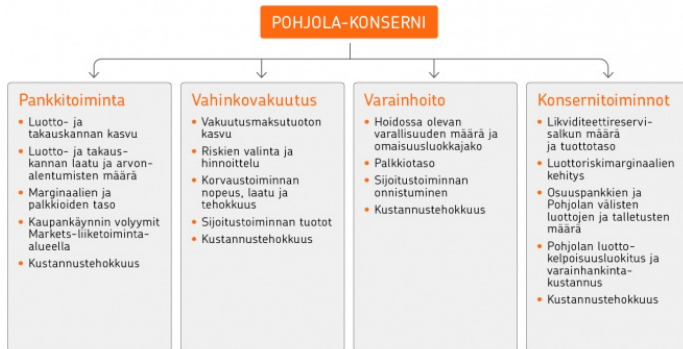 POHJOLA-KONSERNI
Pankkitoiminta
• Luotto- ja
takauskannan kasvu
• Luotto- ja takaus-
kannan laatu ja arvon-
alentumisten määrä
• Marginaalien ja
palkkioiden taso
• Kaupankäynnin volyymit
Markets-liiketoiminta-
alueella
• Kustannustehokkuus
Vahinkovakuutus
• Vakuutusmaksutuoton
kasvu
• Riskien valinta ja
hinnoittelu
• Korvaustoiminnan
nopeus, laatu ja
tehokkuus
• Sijoitustoiminnan tuotot
• Kustannustehokkuus
Varainhoito
• Hoidossa olevan
varallisuuden määrä ja
omaisuusluokkajako
• Palkkiotaso
• Sijoitustoiminnan
onnistuminen
• Kustannustehokkuus
Konsernitoiminnot
• Likviditeettireservi-
salkun määrä
ja tuottotaso
• Luottoriskimarginaalien
kehitys
• Osuuspankkien ja
Pohjolan välisten
luottojen ja talletusten
määrä
• Pohjolan luotto-
kelpoisuusluokitus ja
varainhankinta-
kustannus
• Kustannustehokkuus